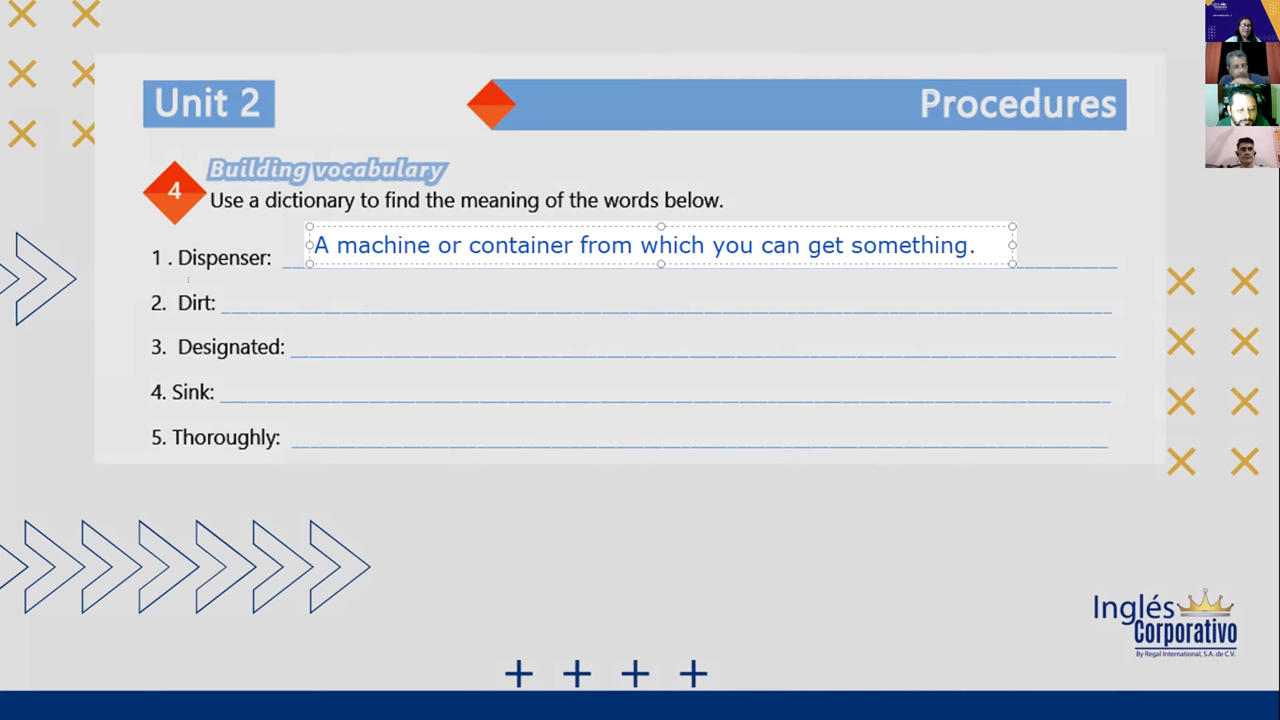 Unit 2
Procedures
4
Building vocabulary
Use a dictionary to find the meaning of the words below.
A machine or container from which you can get something.
1 . Dispenser:
2. Dirt:
3. Designated:
4. Sink:
5. Thoroughly:
Inglés
Corporativo
By Regal International, S.A. de C.V.